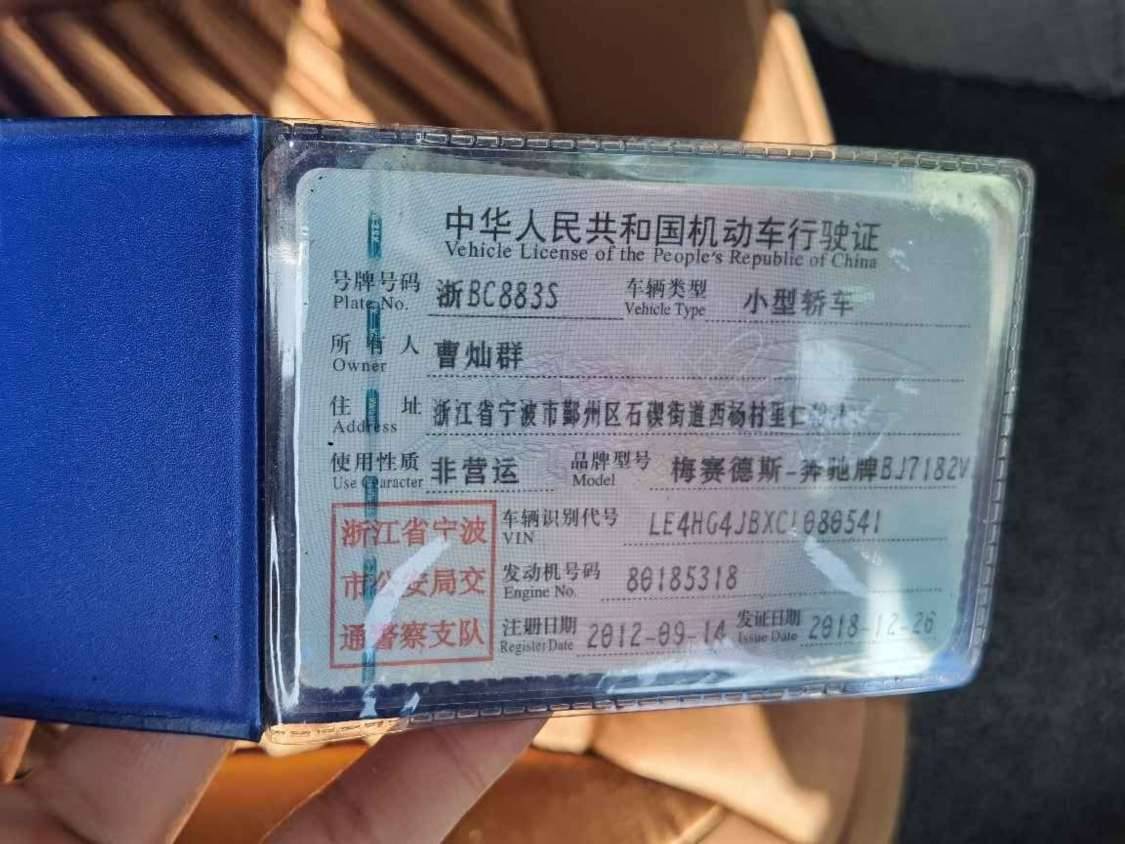 中华人民共和国机动车行驶证
Vehicle License of the People's Republic of China
号牌号码 浙BC883S 车辆类型 小型轿车
Plate No. Vehicle Type
所有人 曹灿群
Owner
住址 浙江省宁波市鄞州区石碶街道西杨村里仁
Address
使用性质 非营运 品牌型号 梅赛德斯-奔驰牌BJ7182V
Use Character Model
浙江省宁波 车辆识别代号 LE4HG4JBXCL080541
VIN
市公安局交 发动机号码 80185318
Engine No.
通警察支队 注册日期 2012-09-14 发证日期 2018-12-26
Register Date Issue Date